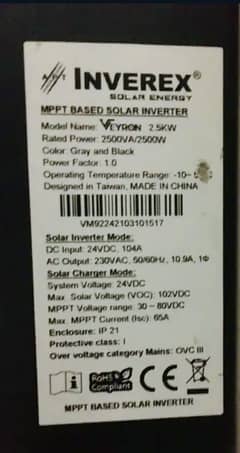 INVEREX®
SOLAR ENERGY
MPPT BASED SOLAR INVERTER
Model Name: VEYRON 2.5KW
Rated Power: 2500VA/2500W
Color: Gray and Black
Power Factor: 1.0
Operating Temperature Range: -10~
Designed in Taiwan, MADE IN CHINA
VM92242103101517
Solar Inverter Mode:
DC Input: 24VDC, 104A
AC Output: 230VAC, 50/60Hz, 10.9A, 1Φ
Solar Charger Mode:
System Voltage: 24VDC
Max. Solar Voltage (VOC): 102VDC
MPPT Voltage range: 30~80VDC
Max. MPPT Current (Isc): 65A
Enclosure: IP 21
Protective class: I
Over voltage category Mains: OVC III
RoHS Compliant CE
MPPT BASED SOLAR INVERTER